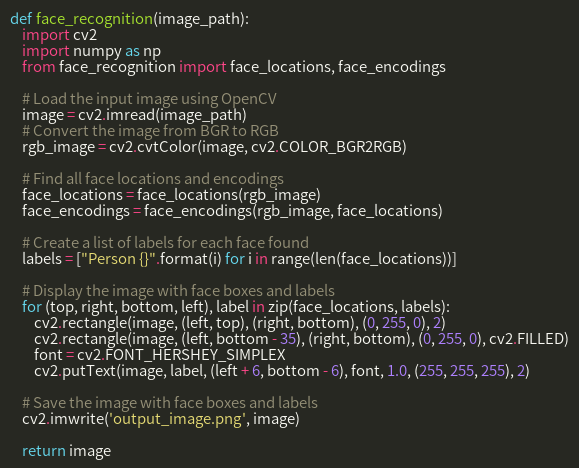 def face_recognition(image_path):
    import cv2
    import numpy as np
    from face_recognition import face_locations, face_encodings

    # Load the input image using OpenCV
    image = cv2.imread(image_path)
    # Convert the image from BGR to RGB
    rgb_image = cv2.cvtColor(image, cv2.COLOR_BGR2RGB)

    # Find all face locations and encodings
    face_locations = face_locations(rgb_image)
    face_encodings = face_encodings(rgb_image, face_locations)

    # Create a list of labels for each face found
    labels = ["Person {}".format(i) for i in range(len(face_locations))]

    # Display the image with face boxes and labels
    for (top, right, bottom, left), label in zip(face_locations, labels):
        cv2.rectangle(image, (left, top), (right, bottom), (0, 255, 0), 2)
        cv2.rectangle(image, (left, bottom - 35), (right, bottom), (0, 255, 0), cv2.FILLED)
        font = cv2.FONT_HERSHEY_SIMPLEX
        cv2.putText(image, label, (left + 6, bottom - 6), font, 1.0, (255, 255, 255), 2)

    # Save the image with face boxes and labels
    cv2.imwrite('output_image.png', image)

    return image